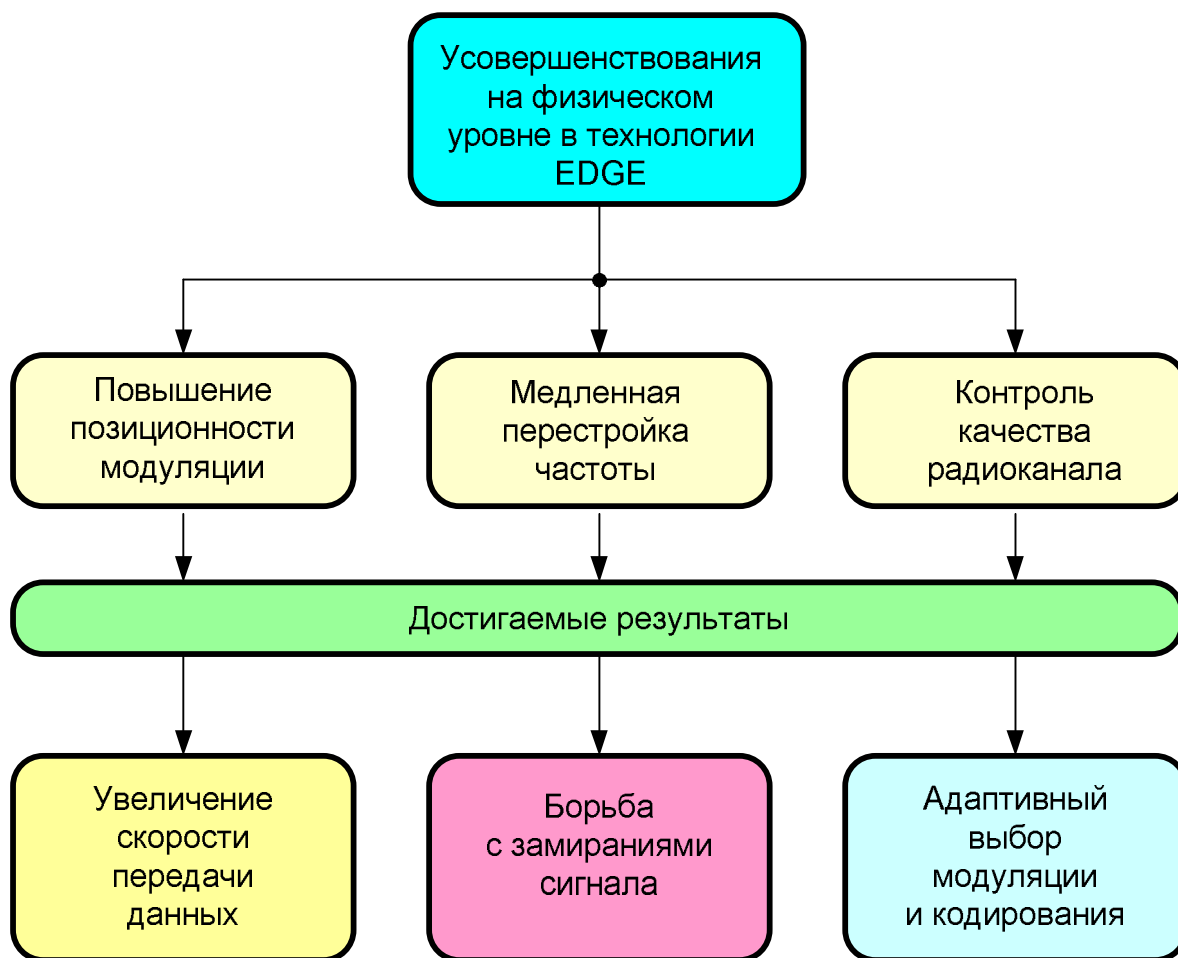 Усовершенствования
на физическом
уровне в технологии
EDGE
Повышение
позиционности
модуляции
Медленная
перестройка
частоты
Контроль
качества
радиоканала
Достигаемые результаты
Увеличение
скорости
передачи
данных
Борьба
с замираниями
сигнала
Адаптивный
выбор
модуляции
и кодирования